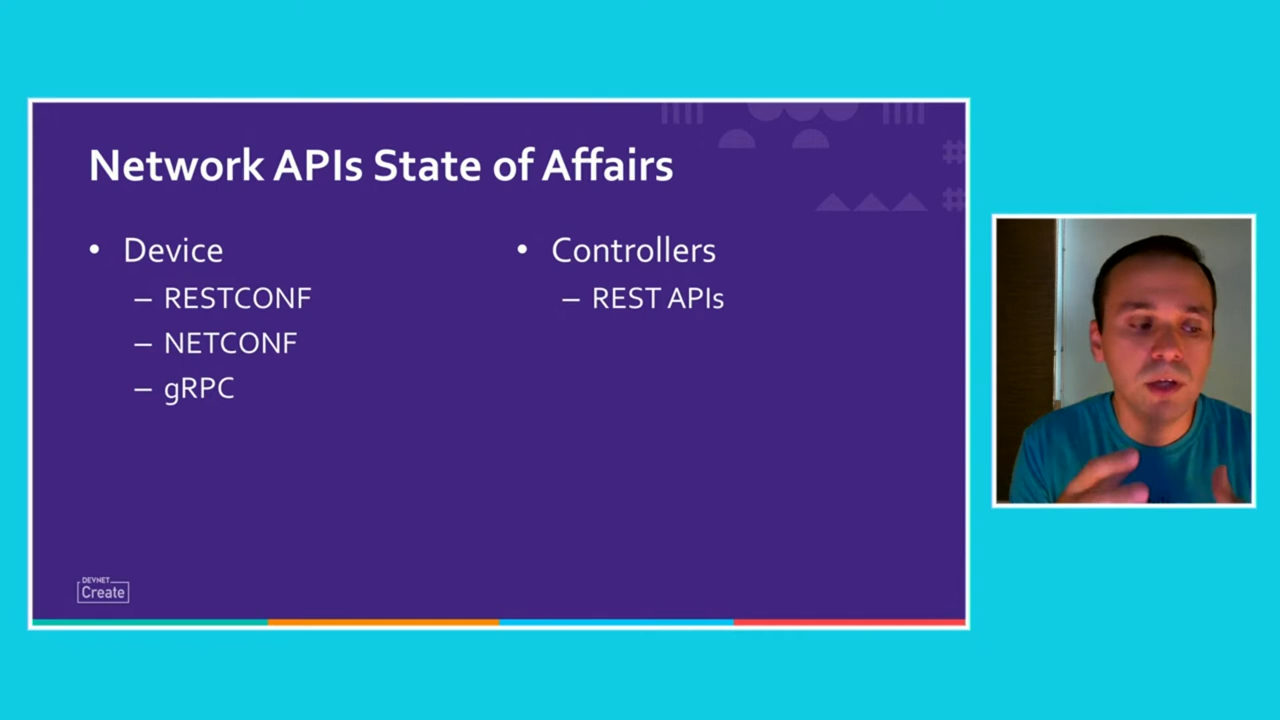 Network APIs State of Affairs
• Device
– RESTCONF
– NETCONF
– gRPC
• Controllers
– REST APIs
DEVNET
Create